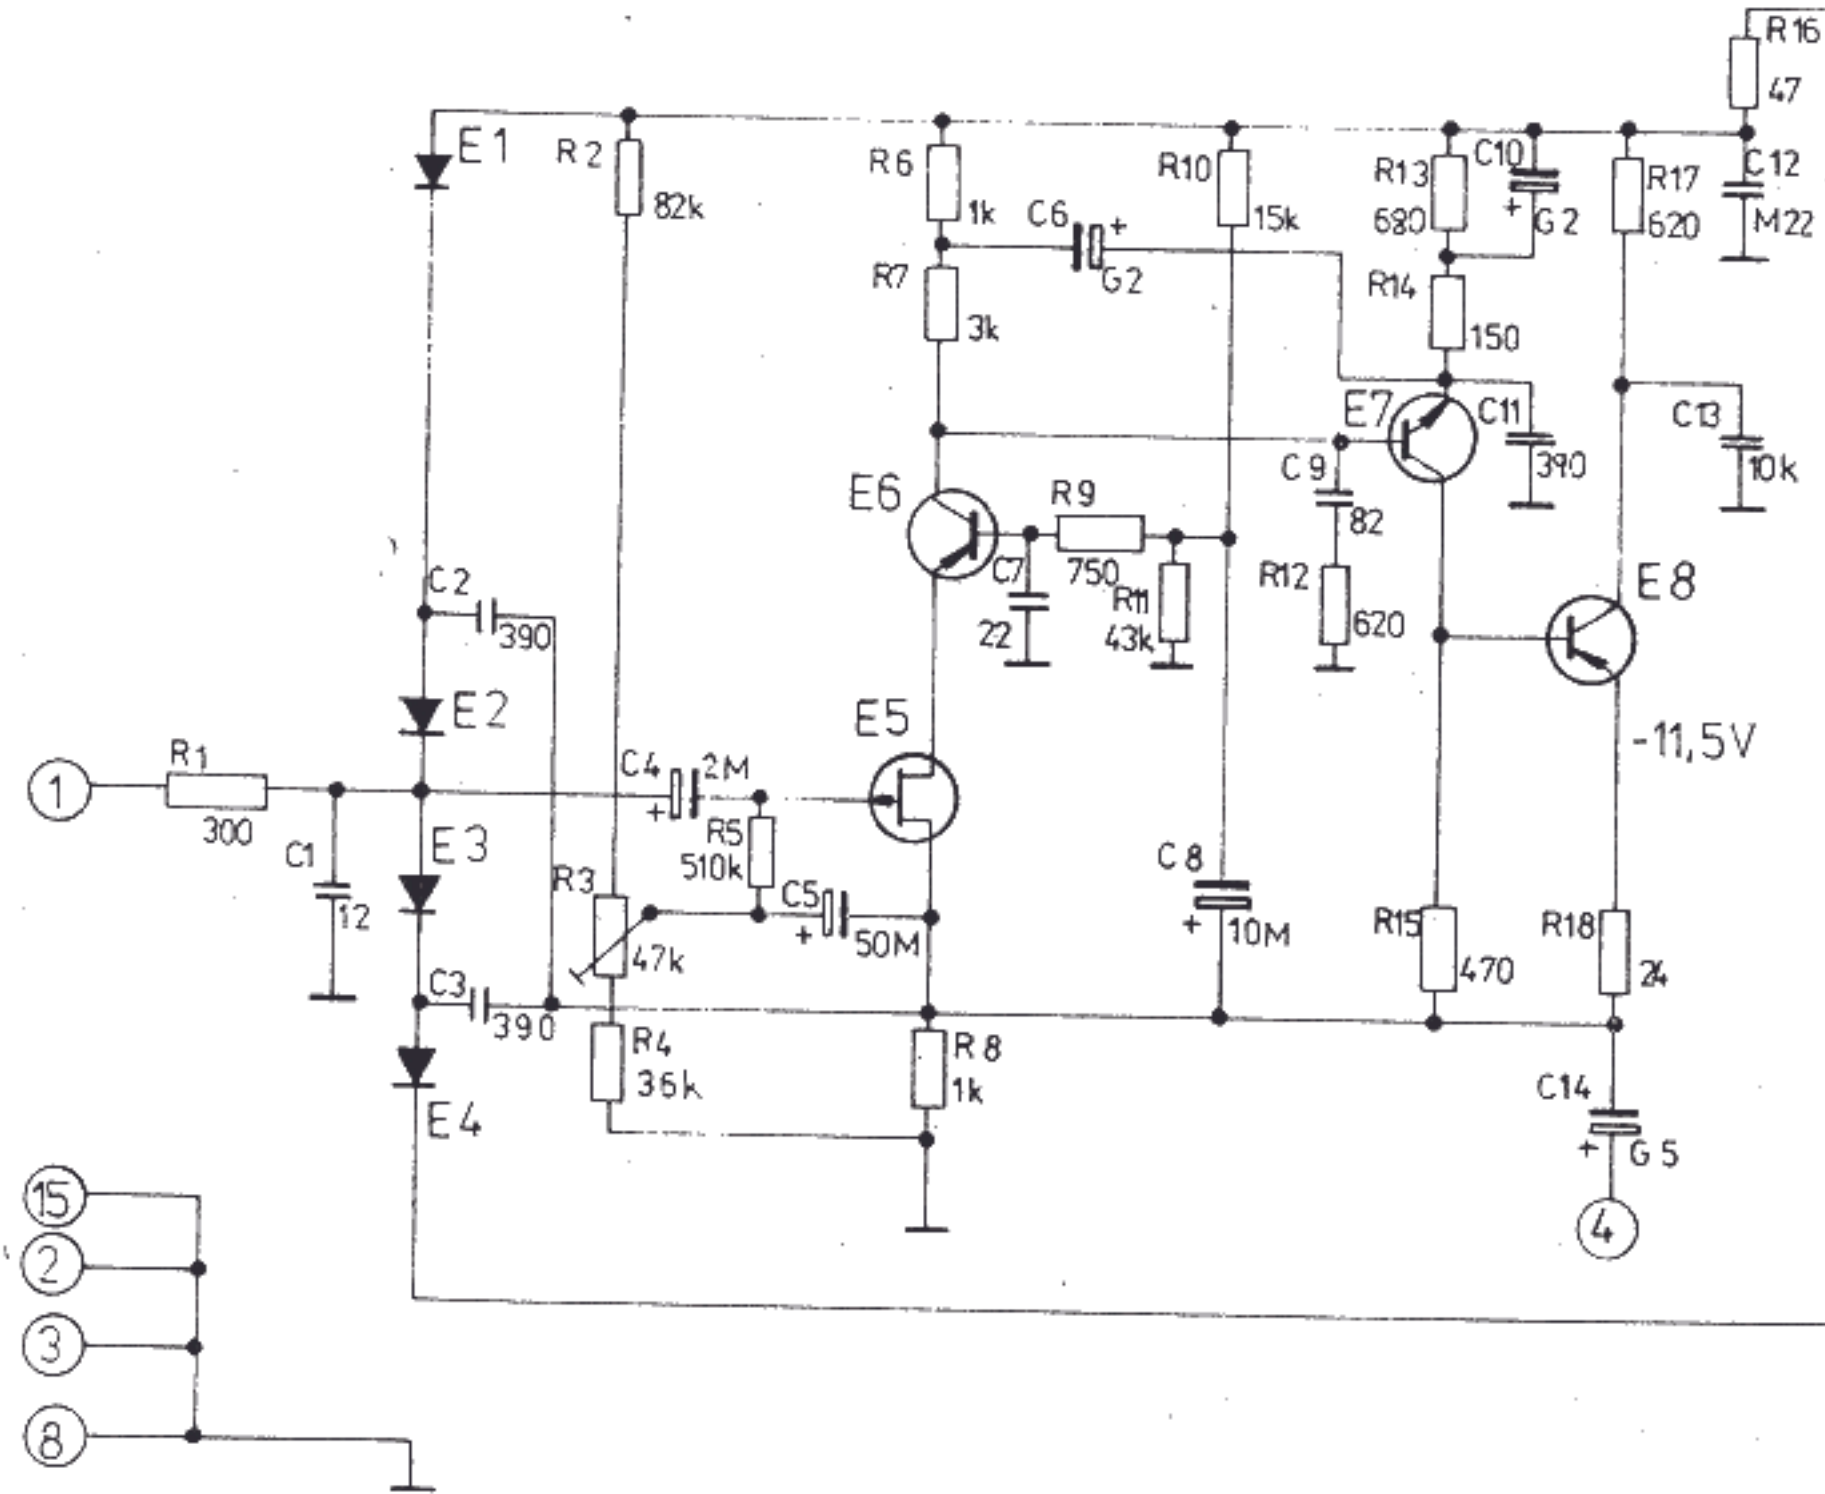 R16
47
E1
R2
82k
R6
1k
C6
+
G2
R10
15k
R13
680
C10
+
G2
R17
620
C12
M22
R7
3k
R14
150
E7
C11
390
C13
10k
E6
R9
750
C7
22
R11
43k
C9
82
R12
620
E8
C2
390
E2
E5
-11,5V
1
R1
300
C4
+
2M
R5
510k
C1
12
E3
R3
47k
C5
+
50M
C8
+
10M
R15
470
R18
24
C3
390
R4
36k
R8
1k
E4
C14
+
G5
4
15
2
3
8